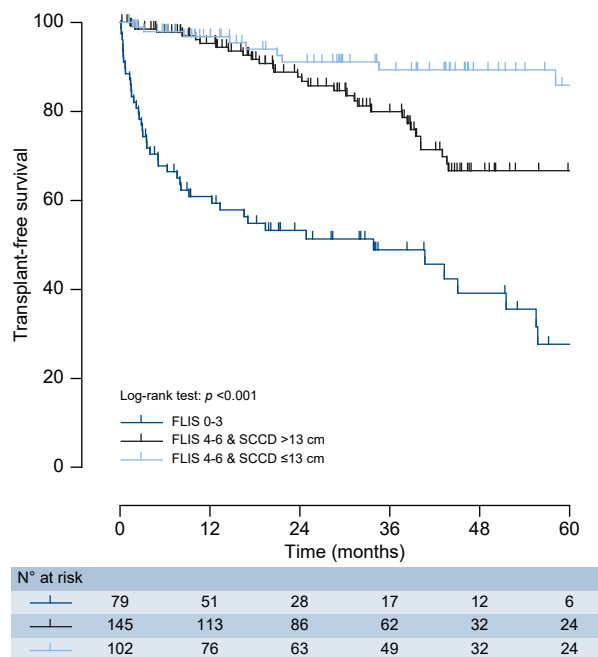 100
80
60
40
20
0
Transplant-free survival
Log-rank test: p <0.001
FLIS 0-3
FLIS 4-6 & SCCD >13 cm
FLIS 4-6 & SCCD ≤13 cm
0 12 24 36 48 60
Time (months)
N° at risk
79 51 28 17 12 6
145 113 86 62 32 24
102 76 63 49 32 24